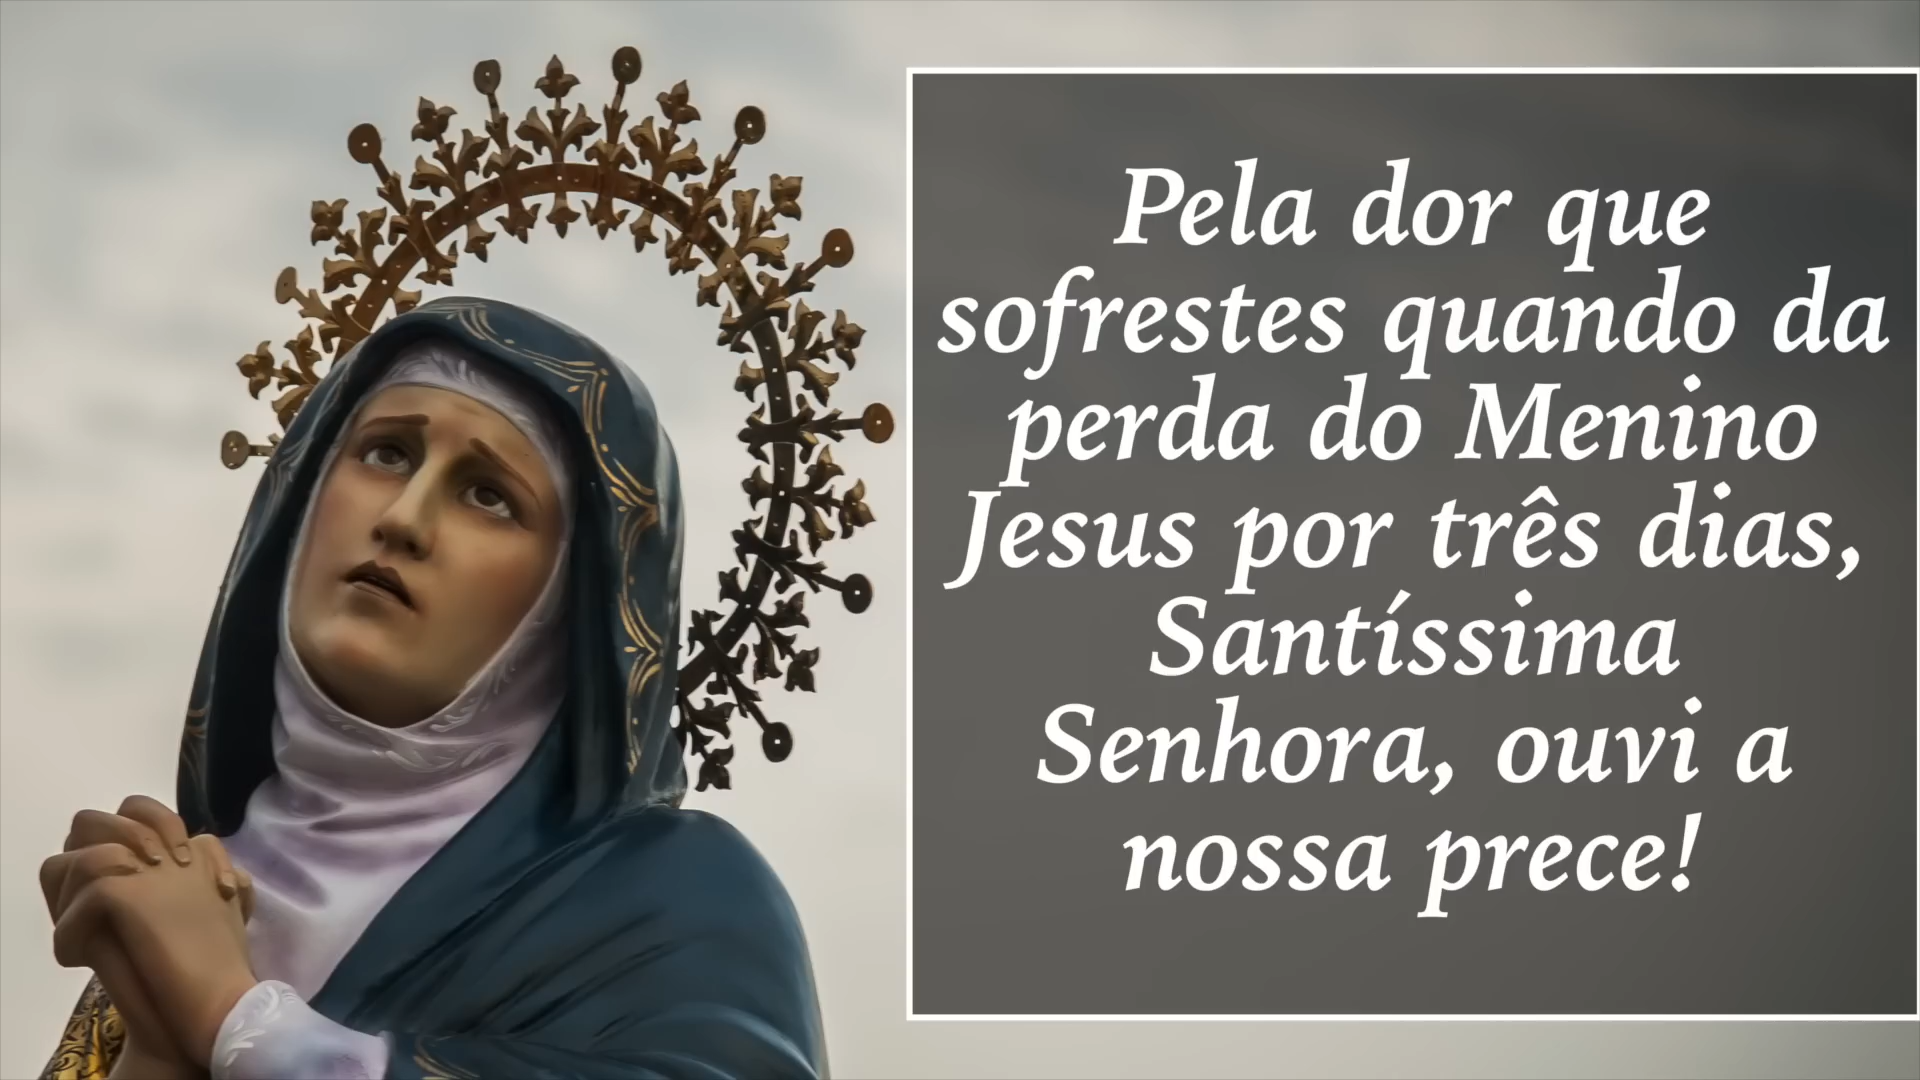 Pela dor que
sofrestes quando da
perda do Menino
Jesus por três dias,
Santíssima
Senhora, ouvi a
nossa prece!